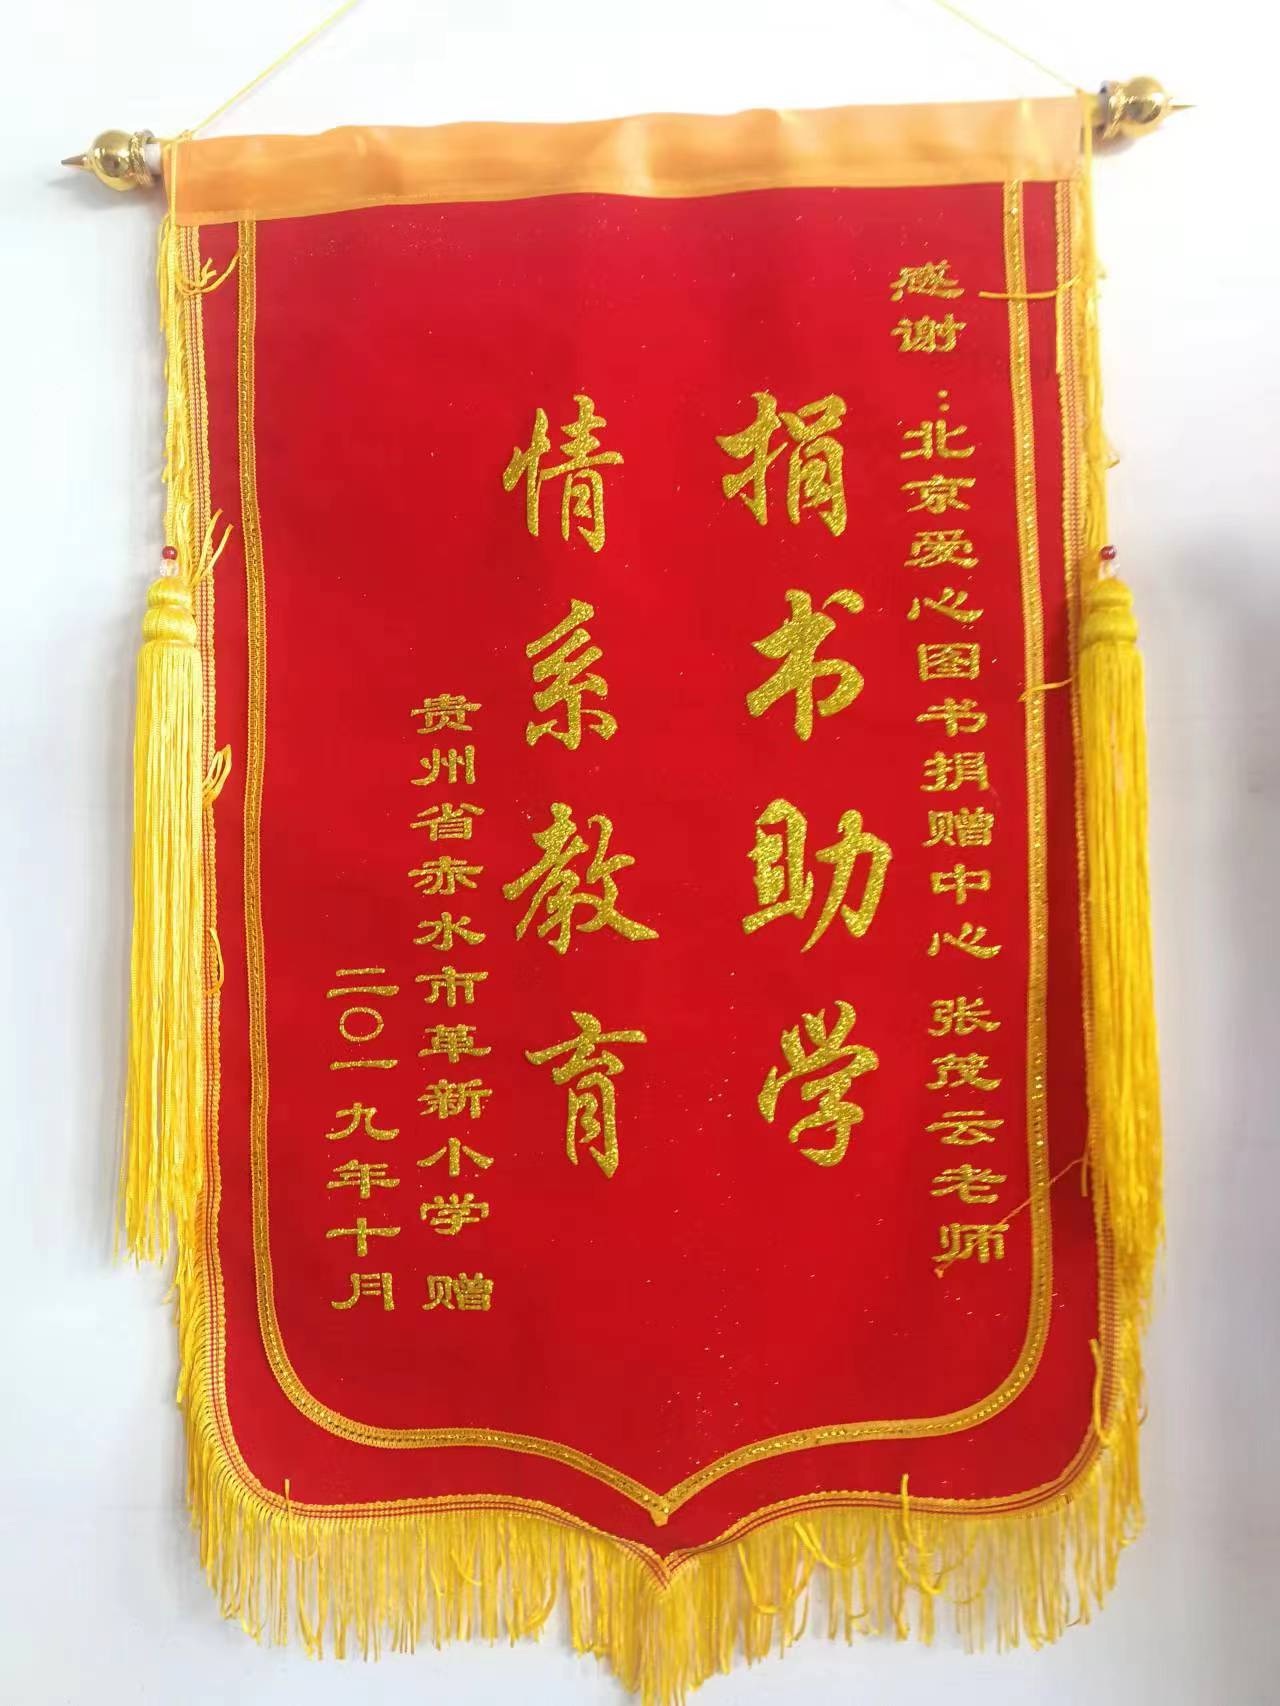 感谢：北京爱心图书捐赠中心 张茂云老师
捐书助学
情系教育
贵州省赤水市革新小学 赠
二〇一九年十月